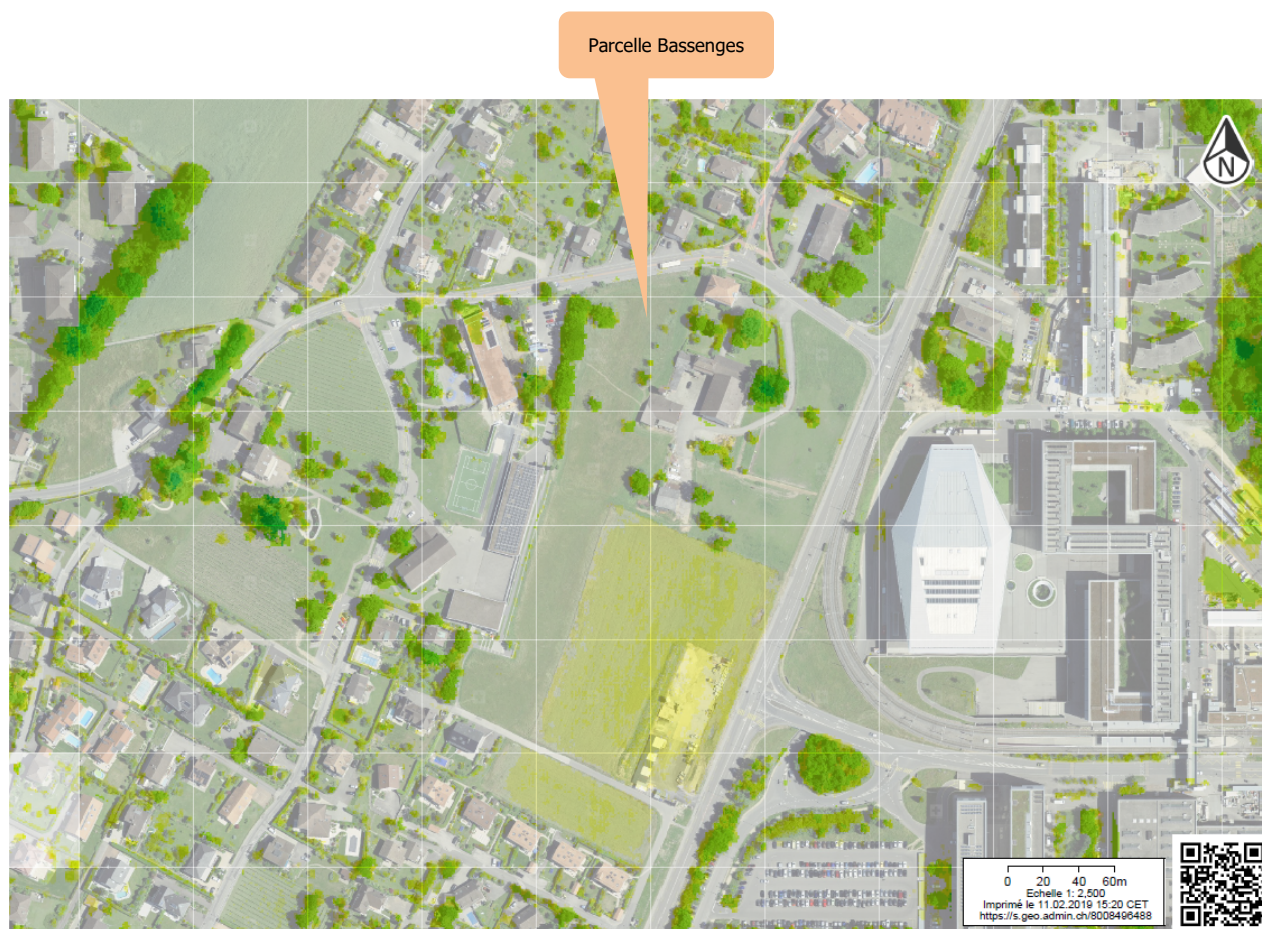 Parcelle Bassenges
N
0 20 40 60m
Echelle 1: 2,500
Imprimé le 11.02.2019 15:20 CET
https://s.geo.admin.ch/8008496488